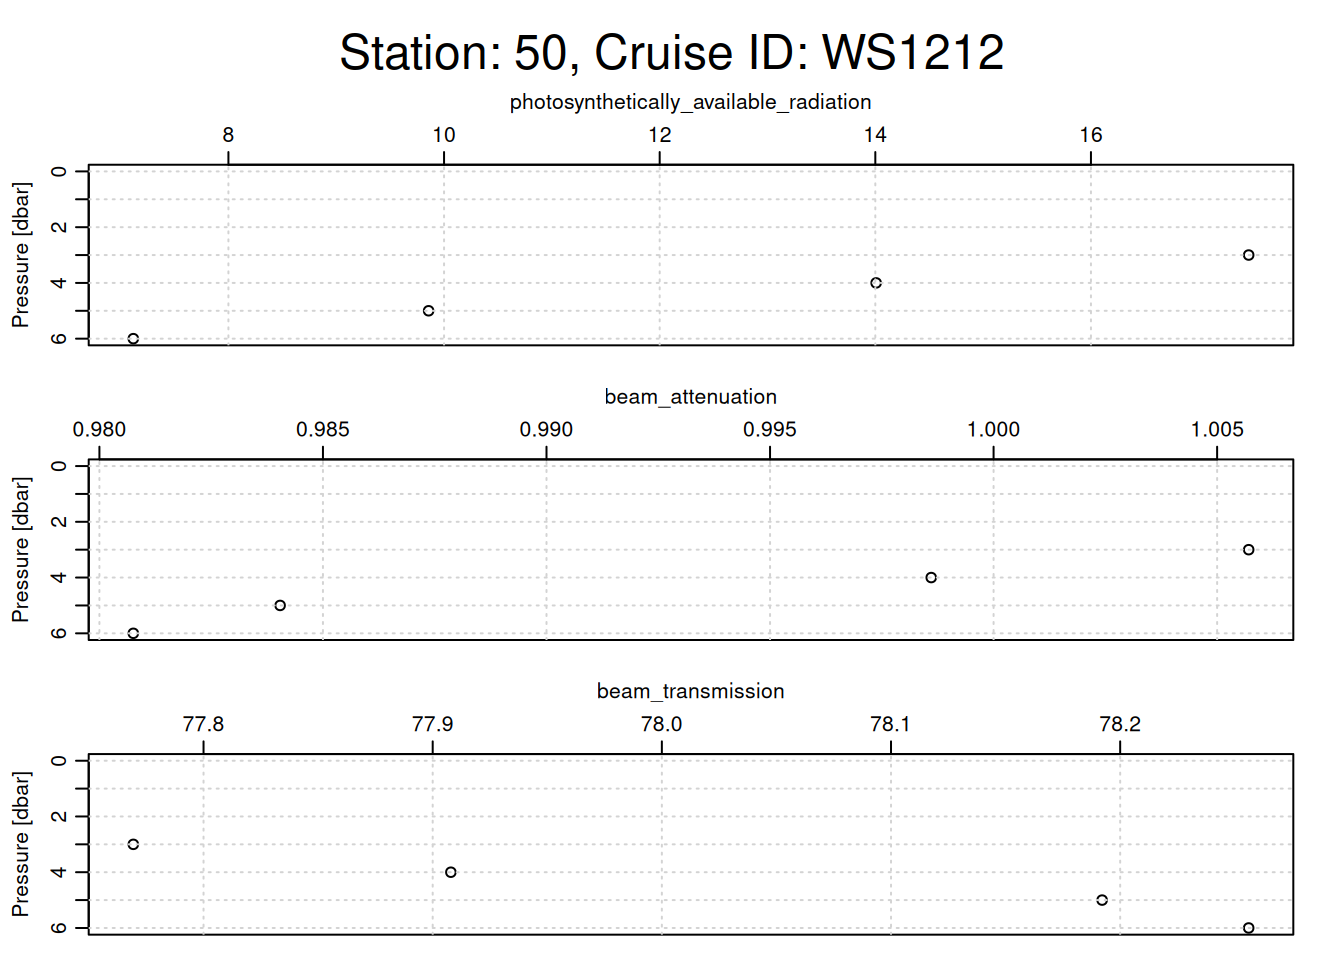 Station: 50, Cruise ID: WS1212
photosynthetically_available_radiation
8 10 12 14 16
Pressure [dbar]
0
2
4
6
beam_attenuation
0.980 0.985 0.990 0.995 1.000 1.005
Pressure [dbar]
0
2
4
6
beam_transmission
77.8 77.9 78.0 78.1 78.2
Pressure [dbar]
0
2
4
6